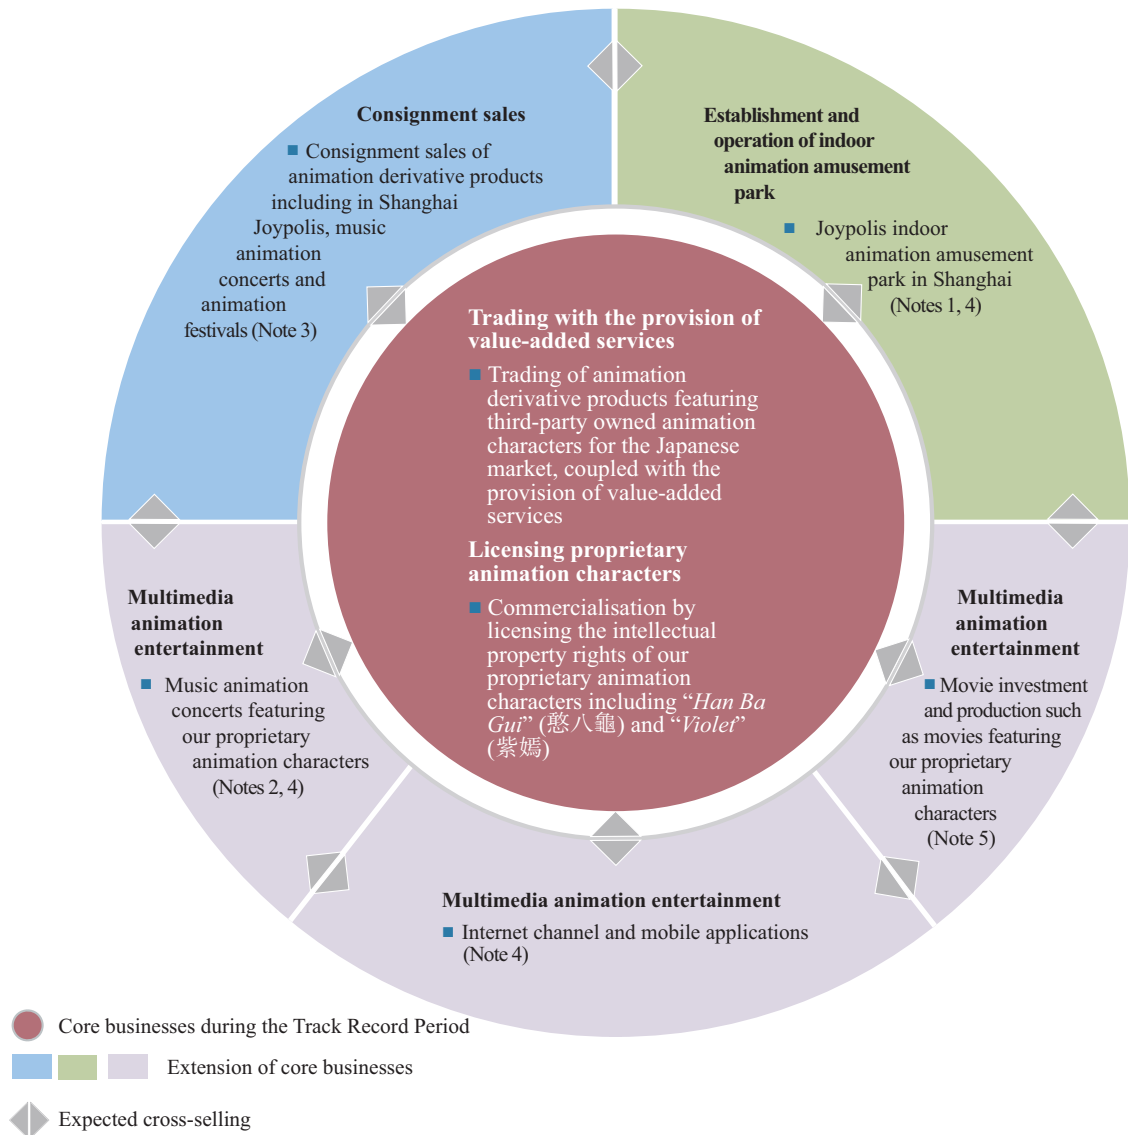 Consignment sales
Consignment sales of
animation derivative products
including in Shanghai
Joypolis, music
animation
concerts and
animation
festivals (Note 3)
Establishment and
operation of indoor
animation amusement
park
Joypolis indoor
animation amusement
park in Shanghai
(Notes 1, 4)
Trading with the provision of
value-added services
Trading of animation
derivative products featuring
third-party owned animation
characters for the Japanese
market, coupled with the
provision of value-added
services
Licensing proprietary
animation characters
Commercialisation by
licensing the intellectual
property rights of our
proprietary animation
characters including “Han Ba
Gui” (憨八龜) and “Violet”
(紫嫣)
Multimedia
animation
entertainment
Music animation
concerts featuring
our proprietary
animation characters
(Notes 2, 4)
Multimedia
animation
entertainment
Movie investment
and production such
as movies featuring
our proprietary
animation
characters
(Note 5)
Multimedia animation entertainment
Internet channel and mobile applications
(Note 4)
Core businesses during the Track Record Period
Extension of core businesses
Expected cross-selling